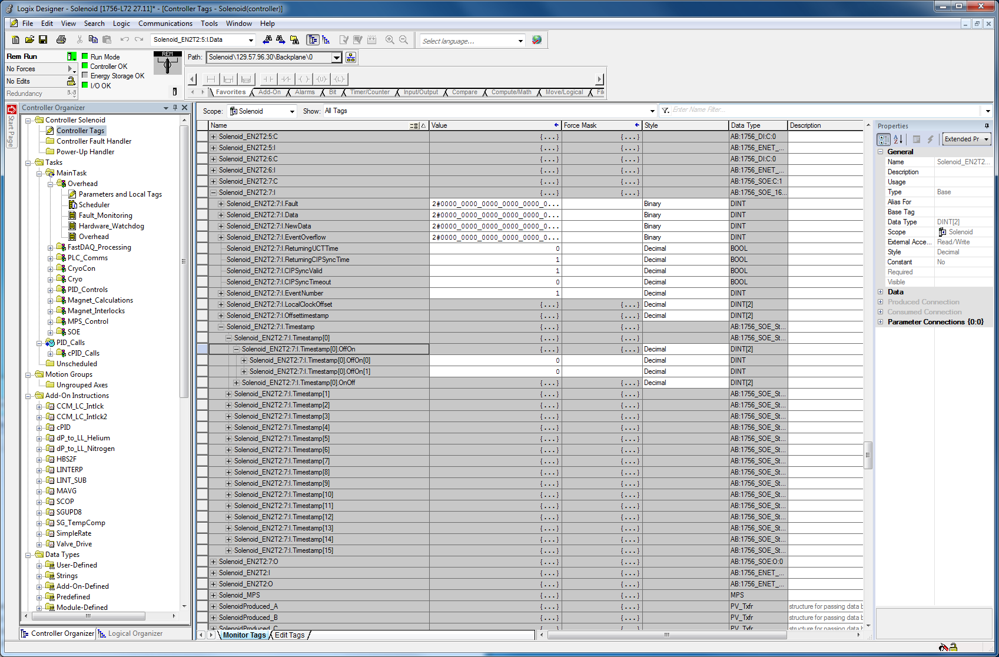 Logix Designer - Solenoid [1756-L72 27.11]* - [Controller Tags - Solenoid(controller)]
File Edit View Search Logic Communications Tools Window Help
Solenoid_EN2T2:5:I.Data
Select language...
Rem Run
No Forces
No Edits
Redundancy
Run Mode
Controller OK
Energy Storage OK
I/O OK
REM
Path: Solenoid\129.57.96.30\Backplane\0
Favorites Add-On Alarms Bit Timer/Counter Input/Output Compare Compute/Math Move/Logical Fil
Start Page
Controller Organizer
Controller Solenoid
Controller Tags
Controller Fault Handler
Power-Up Handler
Tasks
MainTask
Overhead
Parameters and Local Tags
Scheduler
Fault_Monitoring
Hardware_Watchdog
Overhead
FastDAQ_Processing
PLC_Comms
CryoCon
Cryo
PID_Controls
Magnet_Calculations
Magnet_Interlocks
MPS_Control
SOE
PID_Calls
cPID_Calls
Unscheduled
Motion Groups
Ungrouped Axes
Add-On Instructions
CCM_LC_Intlck
CCM_LC_Intlck2
cPID
dP_to_LL_Helium
dP_to_LL_Nitrogen
HBS2F
LINTERP
LINT_SUB
MAVG
SCOP
SGUPD8
SG_TempComp
SimpleRate
Valve_Drive
Data Types
User-Defined
Strings
Add-On-Defined
Predefined
Module-Defined
Controller Organizer Logical Organizer
Scope: Solenoid Show: All Tags Enter Name Filter...
Name Value Force Mask Style Data Type Description
Solenoid_EN2T2:5:C {...} {...} AB:1756_DI:C:0
Solenoid_EN2T2:5:I {...} {...} AB:1756_ENET_...
Solenoid_EN2T2:6:C {...} {...} AB:1756_DI:C:0
Solenoid_EN2T2:6:I {...} {...} AB:1756_ENET_...
Solenoid_EN2T2:7:C {...} {...} AB:1756_SOE:C:1
Solenoid_EN2T2:7:I {...} {...} AB:1756_SOE_16...
Solenoid_EN2T2:7:I.Fault 2#0000_0000_0000_0000_0000_0... Binary DINT
Solenoid_EN2T2:7:I.Data 2#0000_0000_0000_0000_0000_0... Binary DINT
Solenoid_EN2T2:7:I.NewData 2#0000_0000_0000_0000_0000_0... Binary DINT
Solenoid_EN2T2:7:I.EventOverflow 2#0000_0000_0000_0000_0000_0... Binary DINT
Solenoid_EN2T2:7:I.ReturningUCTTime 0 Decimal BOOL
Solenoid_EN2T2:7:I.ReturningCIPSyncTime 1 Decimal BOOL
Solenoid_EN2T2:7:I.CIPSyncValid 1 Decimal BOOL
Solenoid_EN2T2:7:I.CIPSyncTimeout 0 Decimal BOOL
Solenoid_EN2T2:7:I.EventNumber 1 Decimal DINT
Solenoid_EN2T2:7:I.LocalClockOffset {...} {...} Decimal DINT[2]
Solenoid_EN2T2:7:I.Offsettimestamp {...} {...} Decimal DINT[2]
Solenoid_EN2T2:7:I.Timestamp {...} {...} AB:1756_SOE_St...
Solenoid_EN2T2:7:I.Timestamp[0] {...} {...} AB:1756_SOE_St...
Solenoid_EN2T2:7:I.Timestamp[0].OffOn {...} {...} Decimal DINT[2]
Solenoid_EN2T2:7:I.Timestamp[0].OffOn[0] 0 Decimal DINT
Solenoid_EN2T2:7:I.Timestamp[0].OffOn[1] 0 Decimal DINT
Solenoid_EN2T2:7:I.Timestamp[0].OnOff {...} {...} Decimal DINT[2]
Solenoid_EN2T2:7:I.Timestamp[1] {...} {...} AB:1756_SOE_St...
Solenoid_EN2T2:7:I.Timestamp[2] {...} {...} AB:1756_SOE_St...
Solenoid_EN2T2:7:I.Timestamp[3] {...} {...} AB:1756_SOE_St...
Solenoid_EN2T2:7:I.Timestamp[4] {...} {...} AB:1756_SOE_St...
Solenoid_EN2T2:7:I.Timestamp[5] {...} {...} AB:1756_SOE_St...
Solenoid_EN2T2:7:I.Timestamp[6] {...} {...} AB:1756_SOE_St...
Solenoid_EN2T2:7:I.Timestamp[7] {...} {...} AB:1756_SOE_St...
Solenoid_EN2T2:7:I.Timestamp[8] {...} {...} AB:1756_SOE_St...
Solenoid_EN2T2:7:I.Timestamp[9] {...} {...} AB:1756_SOE_St...
Solenoid_EN2T2:7:I.Timestamp[10] {...} {...} AB:1756_SOE_St...
Solenoid_EN2T2:7:I.Timestamp[11] {...} {...} AB:1756_SOE_St...
Solenoid_EN2T2:7:I.Timestamp[12] {...} {...} AB:1756_SOE_St...
Solenoid_EN2T2:7:I.Timestamp[13] {...} {...} AB:1756_SOE_St...
Solenoid_EN2T2:7:I.Timestamp[14] {...} {...} AB:1756_SOE_St...
Solenoid_EN2T2:7:I.Timestamp[15] {...} {...} AB:1756_SOE_St...
Solenoid_EN2T2:7:O {...} {...} AB:1756_SOE:O:0
Solenoid_EN2T2:I {...} {...} AB:1756_ENET_...
Solenoid_EN2T2:O {...} {...} AB:1756_ENET_...
Solenoid_MPS {...} {...} MPS
SolenoidProduced_A {...} {...} PV_Txfr structure for passing data b
SolenoidProduced_B {...} {...} PV_Txfr structure for passing data b
SolenoidProduced_C {...} {...} PV_Txfr structure for passing data b
Monitor Tags Edit Tags
Properties
Extended Pr
General
Name Solenoid_EN2T2...
Description
Usage
Type Base
Alias For
Base Tag
Data Type DINT[2]
Scope Solenoid
External Acce... Read/Write
Style Decimal
Constant No
Required
Visible
Data
Produced Connection
Consumed Connection
Parameter Connections {0:0}